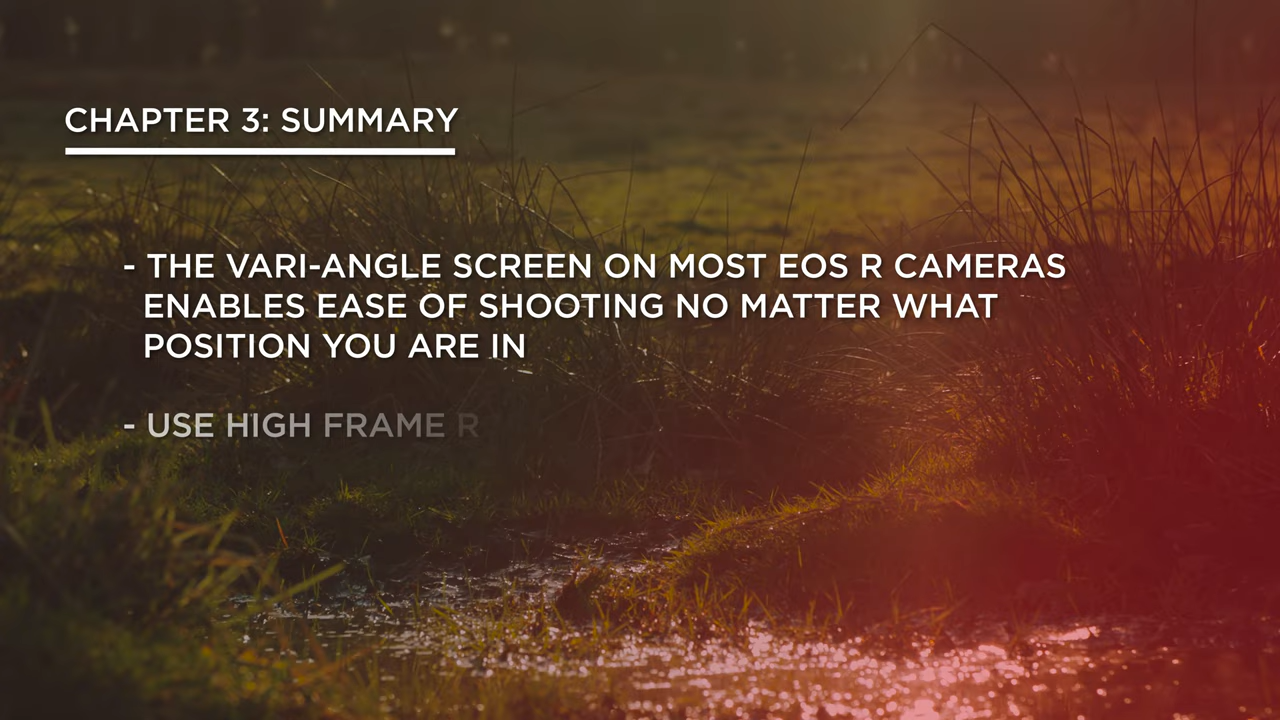 CHAPTER 3: SUMMARY
- THE VARI-ANGLE SCREEN ON MOST EOS R CAMERAS
ENABLES EASE OF SHOOTING NO MATTER WHAT
POSITION YOU ARE IN
- USE HIGH FRAME R